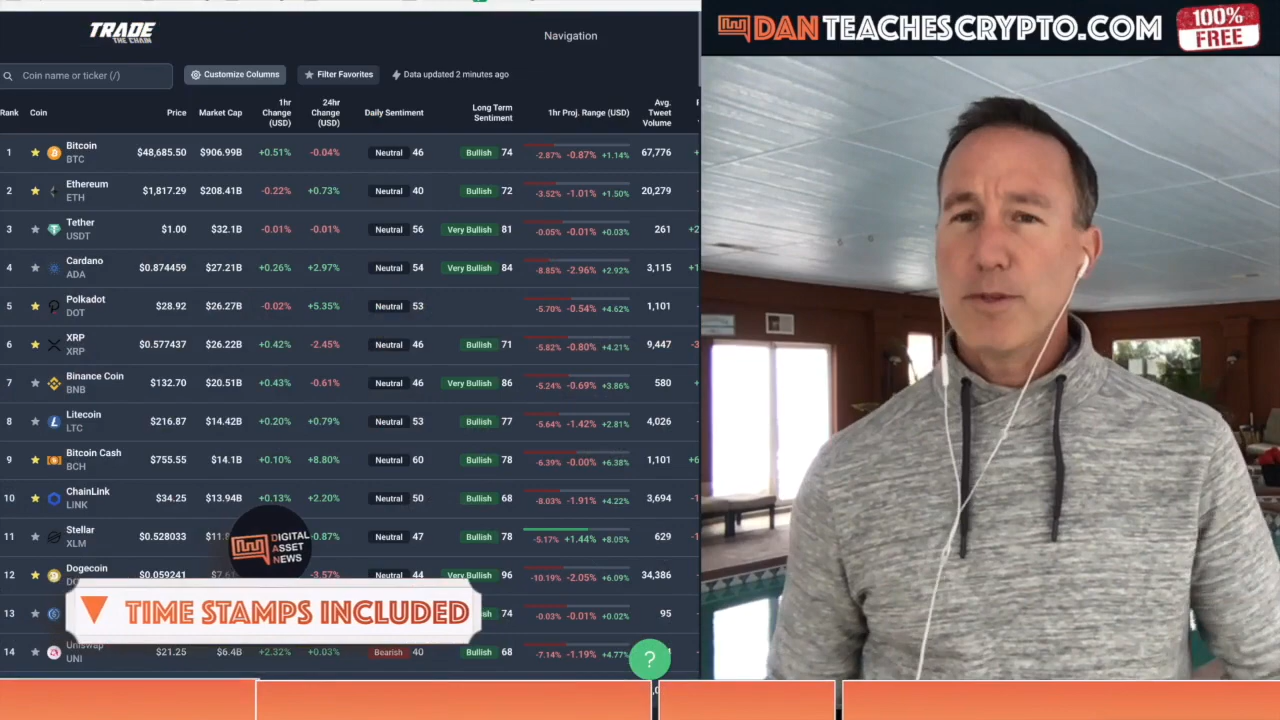 TRADE
THE CHAIN
Navigation
DANTEACHESCRYPTO.COM
100%
FREE
Coin name or ticker (/)
Customize Columns
Filter Favorites
Data updated 2 minutes ago
Rank Coin Price Market Cap 1hr Change (USD) 24hr Change (USD) Daily Sentiment Long Term Sentiment 1hr Proj. Range (USD) Avg. Tweet Volume
1 Bitcoin BTC $48,685.50 $906.99B +0.51% -0.04% Neutral 46 Bullish 74 -2.87% -0.87% +1.14% 67,776
2 Ethereum ETH $1,817.29 $208.41B -0.22% +0.73% Neutral 40 Bullish 72 -3.52% -1.01% +1.50% 20,279
3 Tether USDT $1.00 $32.1B -0.01% -0.01% Neutral 56 Very Bullish 81 -0.05% -0.01% +0.03% 261
4 Cardano ADA $0.874459 $27.21B +0.26% +2.97% Neutral 54 Very Bullish 84 -8.85% -2.96% +2.92% 3,115
5 Polkadot DOT $28.92 $26.27B -0.02% +5.35% Neutral 53 -5.70% -0.54% +4.62% 1,101
6 XRP XRP $0.577437 $26.22B +0.42% -2.45% Neutral 46 Bullish 71 -5.82% -0.80% +4.21% 9,447
7 Binance Coin BNB $132.70 $20.51B +0.43% -0.61% Neutral 46 Very Bullish 86 -5.24% -0.69% +3.86% 580
8 Litecoin LTC $216.87 $14.42B +0.20% +0.79% Neutral 53 Bullish 77 -5.64% -1.42% +2.81% 4,026
9 Bitcoin Cash BCH $755.55 $14.1B +0.10% +8.80% Neutral 60 Bullish 78 -6.39% -0.00% +6.38% 1,101
10 ChainLink LINK $34.25 $13.94B +0.13% +2.20% Neutral 50 Bullish 68 -8.03% -1.91% +4.22% 3,694
11 Stellar XLM $0.528033 0.87% Neutral 47 Bullish 78 -5.17% +1.44% +8.05% 629
DIGITAL
ASSET
NEWS
12 Dogecoin $0.059241 3.57% Neutral 44 Very Bullish 96 -10.19% -2.05% +6.09% 34,386
TIME STAMPS INCLUDED
13 74 -0.03% -0.01% +0.02% 95
14 Uniswap UNI $21.25 $6.4B +2.32% +0.03% Bearish 40 Bullish 68 -7.14% -1.19% +4.77%
?